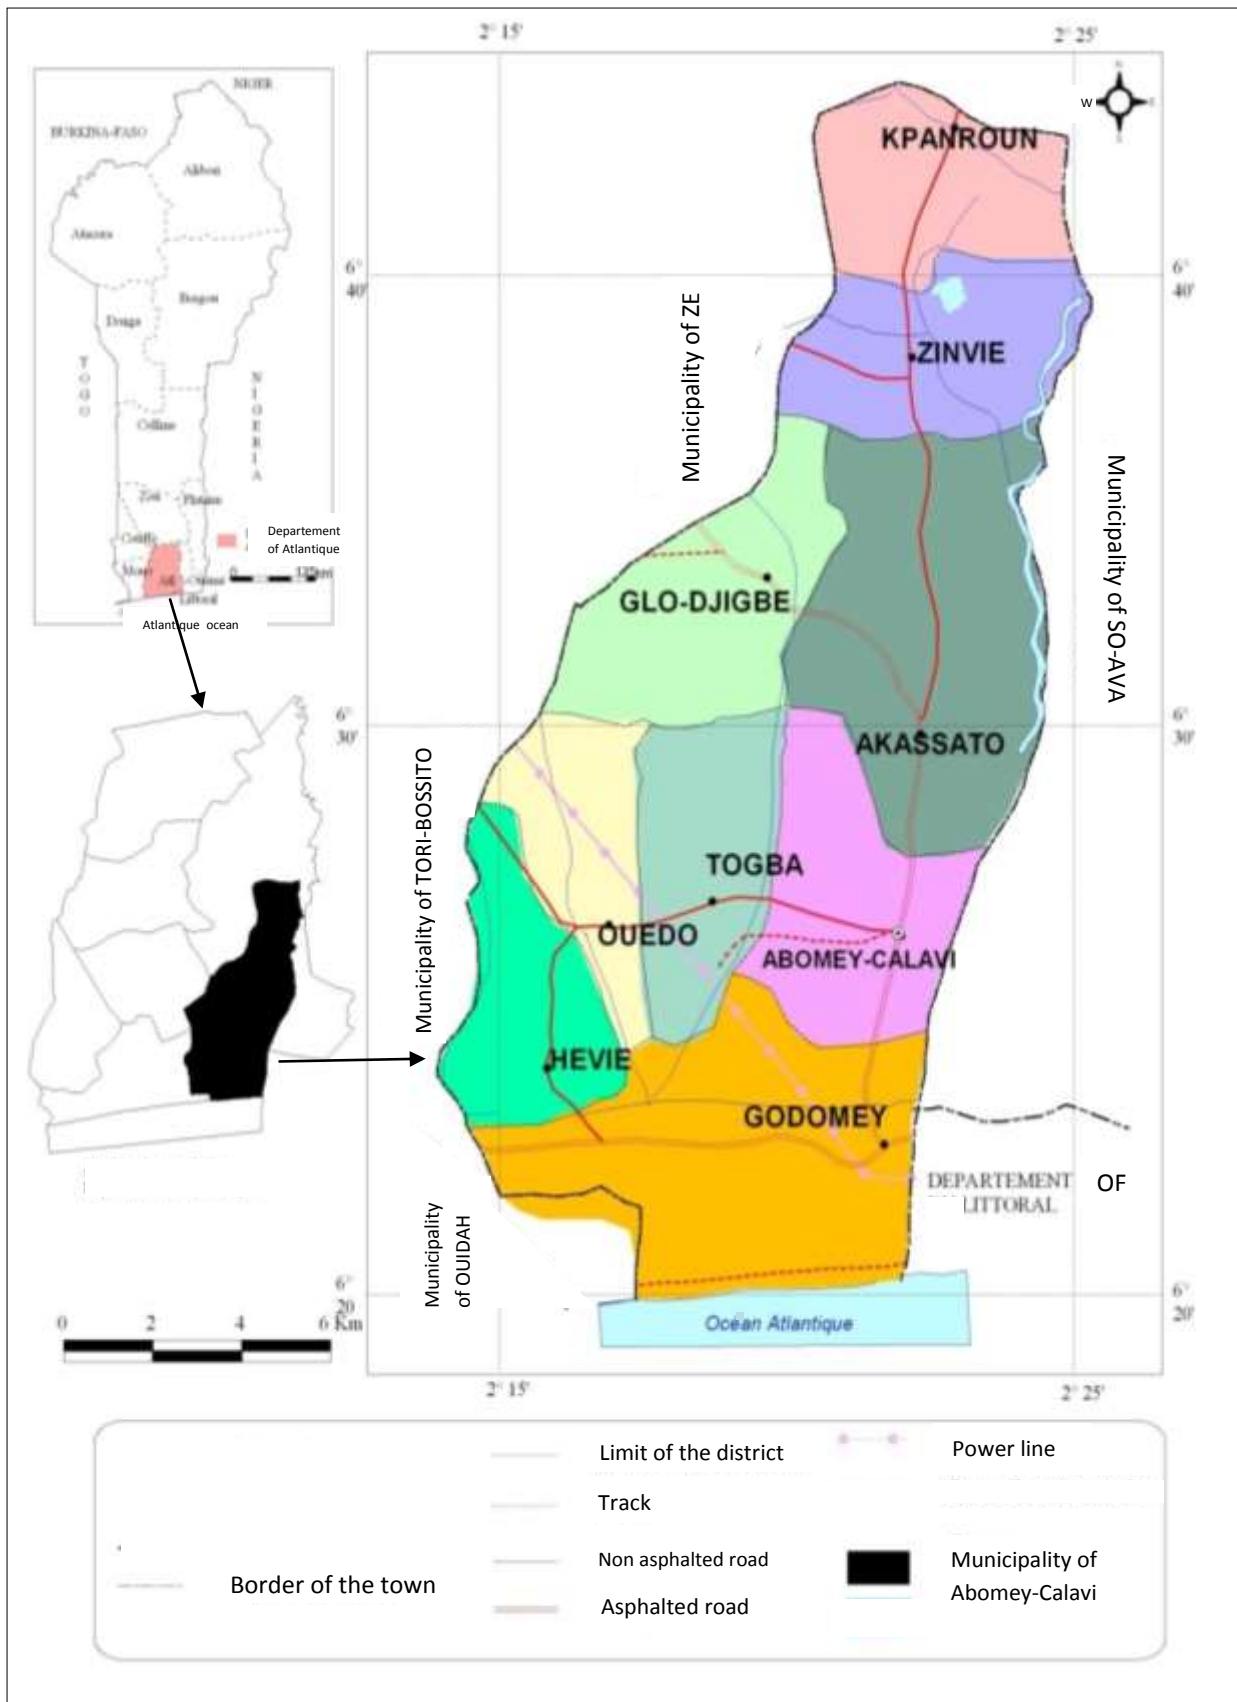 2° 15'
2° 25'
NIGER
BURKINA-FASO
Alibori
Atacora
Borgou
Donga
TOGO
NIGERIA
Colline
Zou
Plateau
Couffo
Mono
Atl
Littoral
Departement
of Atlantique
0
125km
Atlantique ocean
W
KPANROUN
6°
40'
6°
40'
Municipality of ZE
ZINVIE
Municipality of SO-AVA
GLO-DJIGBE
6°
30'
6°
30'
AKASSATO
Municipality of TORI-BOSSITO
TOGBA
OUEDO
ABOMEY-CALAVI
HEVIE
GODOMEY
DEPARTEMENT OF
LITTORAL
Municipality
of OUIDAH
6°
20'
6°
20'
Océan Atlantique
0 2 4 6 Km
2° 15'
2° 25'
Limit of the district
Power line
Track
Non asphalted road
Municipality of
Abomey-Calavi
Border of the town
Asphalted road